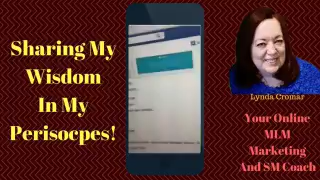 Sharing My
Wisdom
In My
Perisocpes!
Lynda Cromar
Your Online
MLM
Marketing
And SM Coach